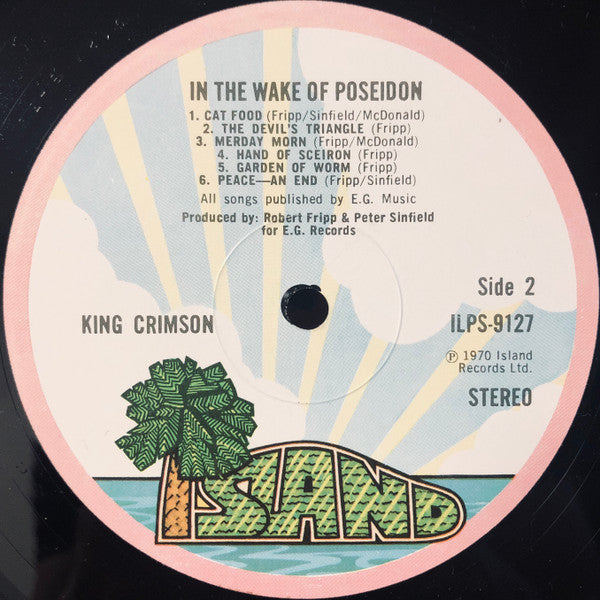 IN THE WAKE OF POSEIDON
1. CAT FOOD (Fripp/Sinfield/McDonald)
2. THE DEVIL'S TRIANGLE (Fripp)
3. MERDAY MORN (Fripp/McDonald)
4. HAND OF SCEIRON (Fripp)
5. GARDEN OF WORM (Fripp)
6. PEACE—AN END (Fripp/Sinfield)
All songs published by E.G. Music
Produced by: Robert Fripp & Peter Sinfield
for E.G. Records
Side 2
KING CRIMSON
ILPS-9127
℗ 1970 Island
Records Ltd.
STEREO
ISLAND